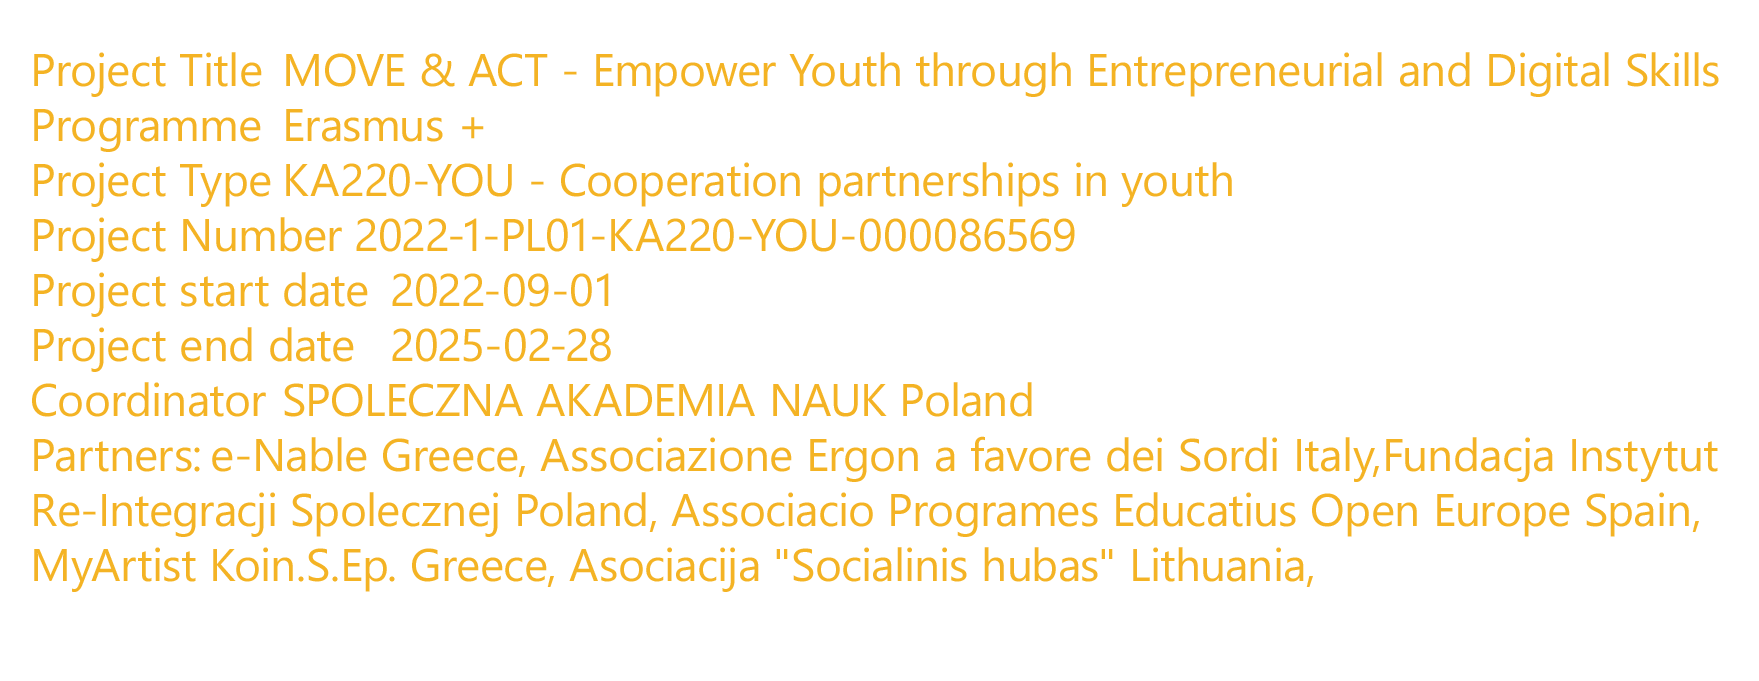 Project Title MOVE & ACT - Empower Youth through Entrepreneurial and Digital Skills
Programme Erasmus +
Project Type KA220-YOU - Cooperation partnerships in youth
Project Number 2022-1-PL01-KA220-YOU-000086569
Project start date 2022-09-01
Project end date 2025-02-28
Coordinator SPOLECZNA AKADEMIA NAUK Poland
Partners: e-Nable Greece, Associazione Ergon a favore dei Sordi Italy,Fundacja Instytut
Re-Integracji Spolecznej Poland, Associacio Programes Educatius Open Europe Spain,
MyArtist Koin.S.Ep. Greece, Asociacija "Socialinis hubas" Lithuania,